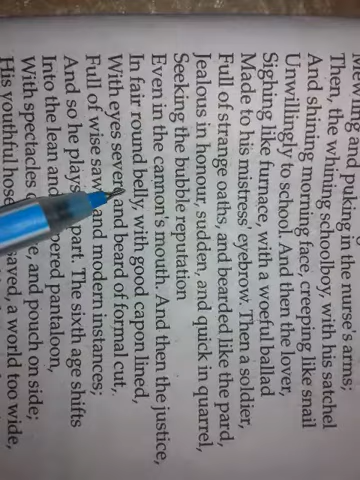 Mewling and puking in the nurse's arms;
Then, the whining schoolboy, with his satchel
And shining morning face, creeping like snail
Unwillingly to school. And then the lover,
Sighing like furnace, with a woeful ballad
Made to his mistress' eyebrow. Then a soldier,
Full of strange oaths, and bearded like the pard,
Jealous in honour, sudden, and quick in quarrel,
Seeking the bubble reputation
Even in the cannon's mouth. And then the justice,
In fair round belly, with good capon lined,
With eyes severe and beard of formal cut,
Full of wise saws and modern instances;
And so he plays part. The sixth age shifts
Into the lean and pantaloon,
With spectacles and pouch on side;
His youthful hose saved, a world too wide,